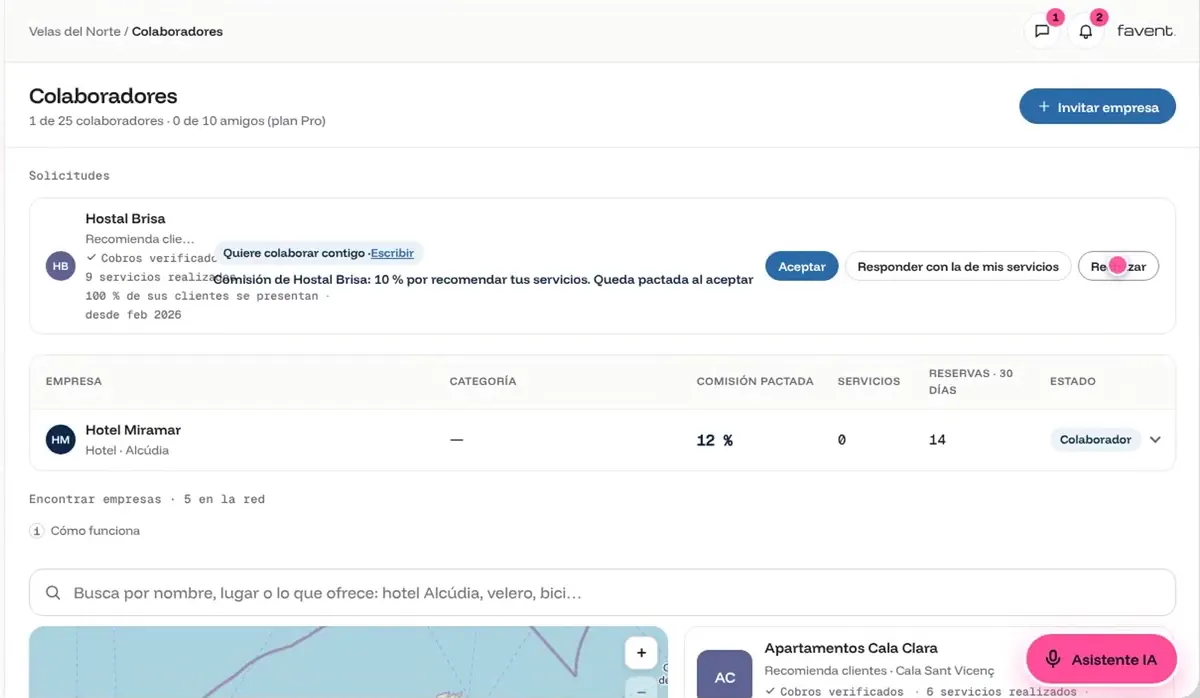 Velas del Norte / Colaboradores
1
2
favent.
Colaboradores
1 de 25 colaboradores · 0 de 10 amigos (plan Pro)
+ Invitar empresa
Solicitudes
HB
Hostal Brisa
Recomienda clie…
✓ Cobros verificado
9 servicios realizadas
100 % de sus clientes se presentan ·
desde feb 2026
Quiere colaborar contigo ·Escribir
Comisión de Hostal Brisa: 10 % por recomendar tus servicios. Queda pactada al aceptar
Aceptar
Responder con la de mis servicios
EMPRESA
CATEGORÍA
COMISIÓN PACTADA
SERVICIOS
RESERVAS · 30
DÍAS
ESTADO
HM
Hotel Miramar
Hotel · Alcúdia
—
12 %
0
14
Colaborador
Encontrar empresas · 5 en la red
i Cómo funciona
Busca por nombre, lugar o lo que ofrece: hotel Alcúdia, velero, bici…
+
−
AC
Apartamentos Cala Clara
Recomienda clientes · Cala Sant Vicenç
✓ Cobros verificados · 6 servicios realizados ·
Asistente IA